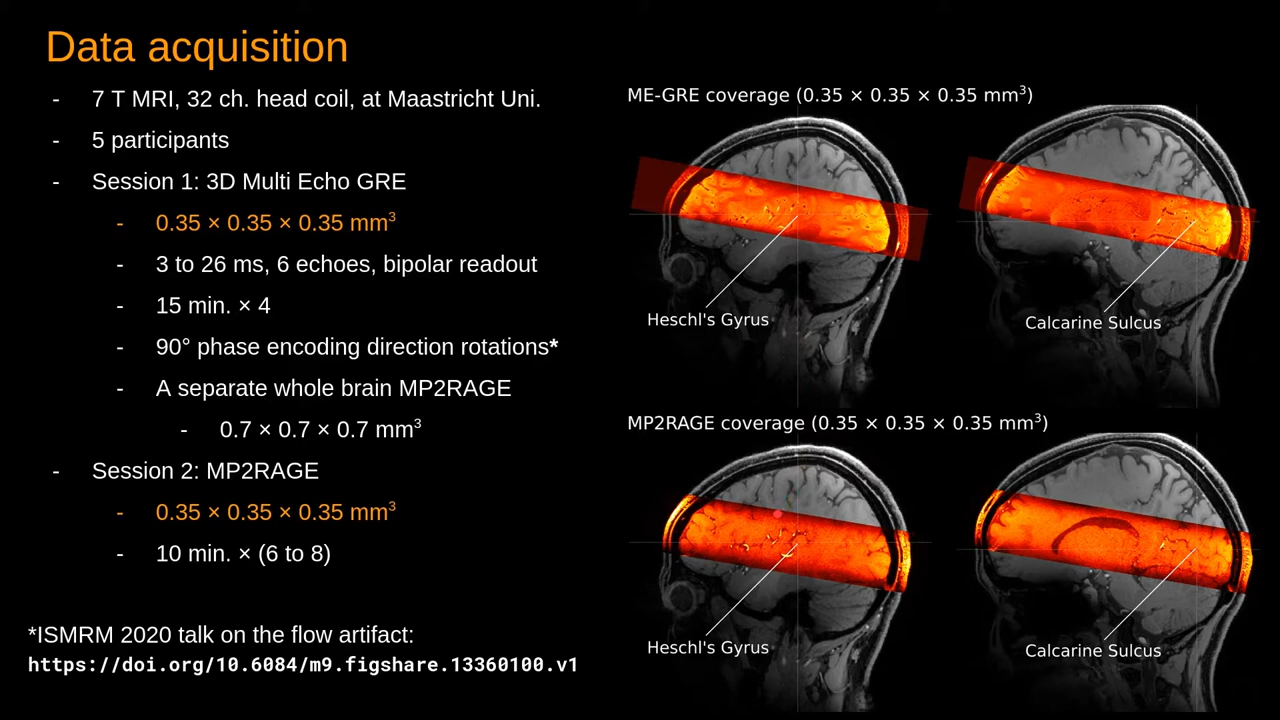 Data acquisition
- 7 T MRI, 32 ch. head coil, at Maastricht Uni.
- 5 participants
- Session 1: 3D Multi Echo GRE
- 0.35 × 0.35 × 0.35 mm³
- 3 to 26 ms, 6 echoes, bipolar readout
- 15 min. × 4
- 90° phase encoding direction rotations*
- A separate whole brain MP2RAGE
- 0.7 × 0.7 × 0.7 mm³
- Session 2: MP2RAGE
- 0.35 × 0.35 × 0.35 mm³
- 10 min. × (6 to 8)
*ISMRM 2020 talk on the flow artifact:
https://doi.org/10.6084/m9.figshare.13360100.v1
ME-GRE coverage (0.35 × 0.35 × 0.35 mm³)
Heschl's Gyrus
Calcarine Sulcus
MP2RAGE coverage (0.35 × 0.35 × 0.35 mm³)
Heschl's Gyrus
Calcarine Sulcus